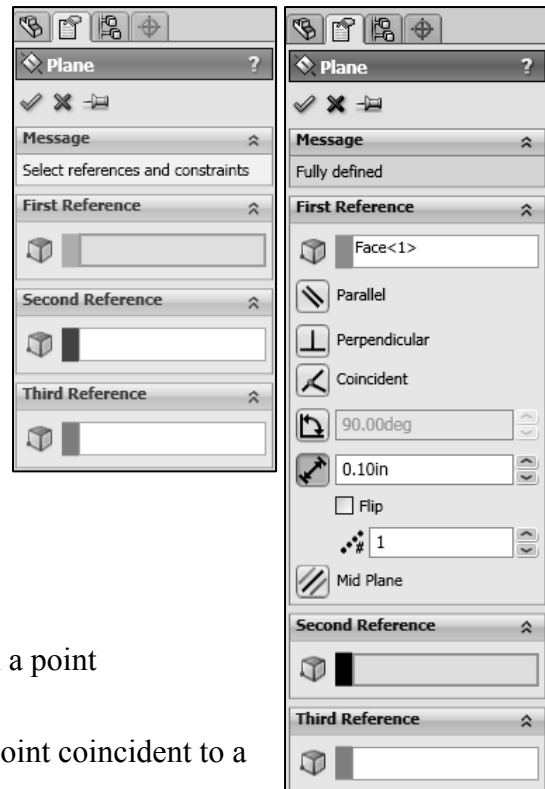 Plane ?
Message
Select references and constraints
First Reference
Second Reference
Third Reference
Plane ?
Message
Fully defined
First Reference
Face<1>
Parallel
Perpendicular
Coincident
90.00deg
0.10in
Flip
# 1
Mid Plane
Second Reference
Third Reference
a point
point coincident to a